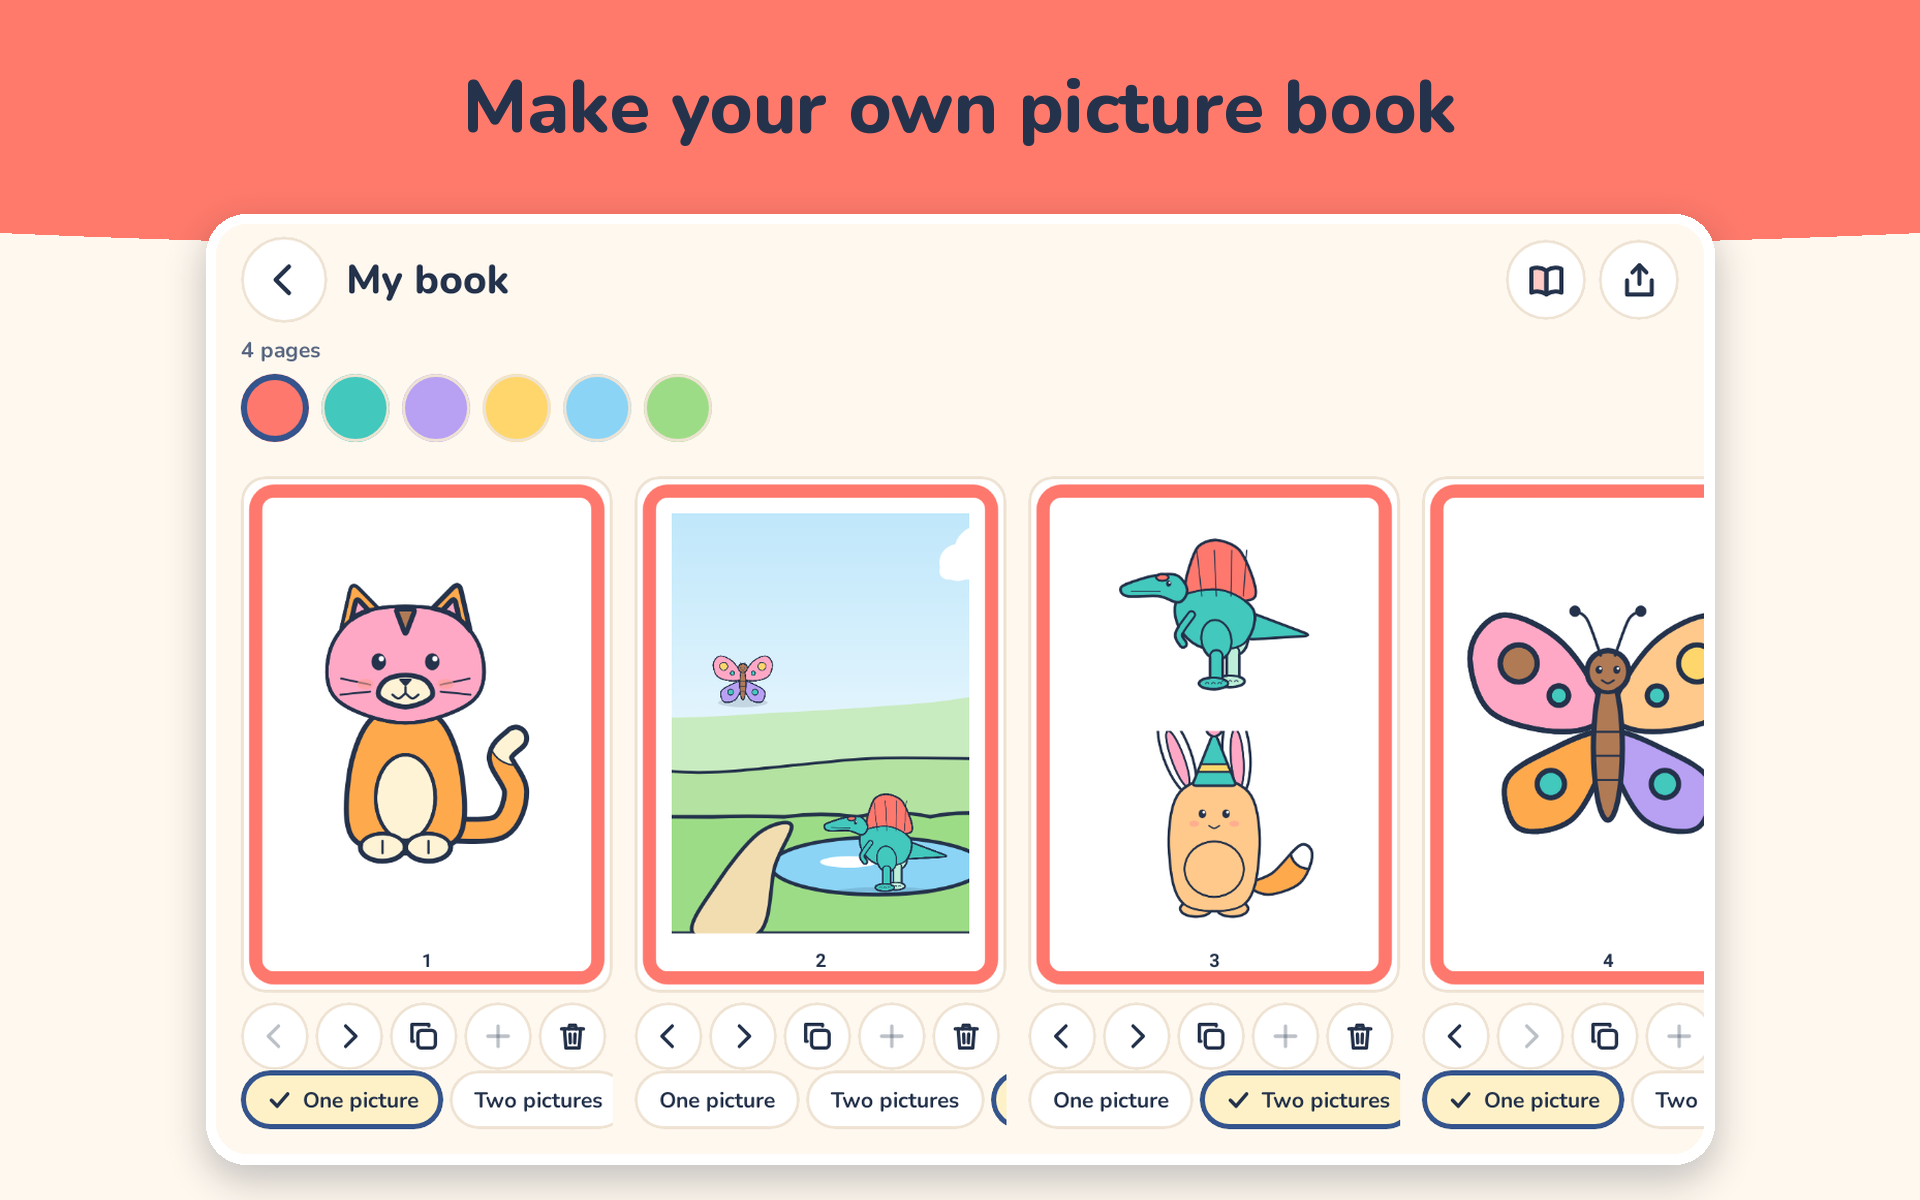 Make your own picture book
My book
4 pages
1
2
3
4
One picture
Two pictures
One picture
Two pictures
One picture
Two pictures
One picture
Two